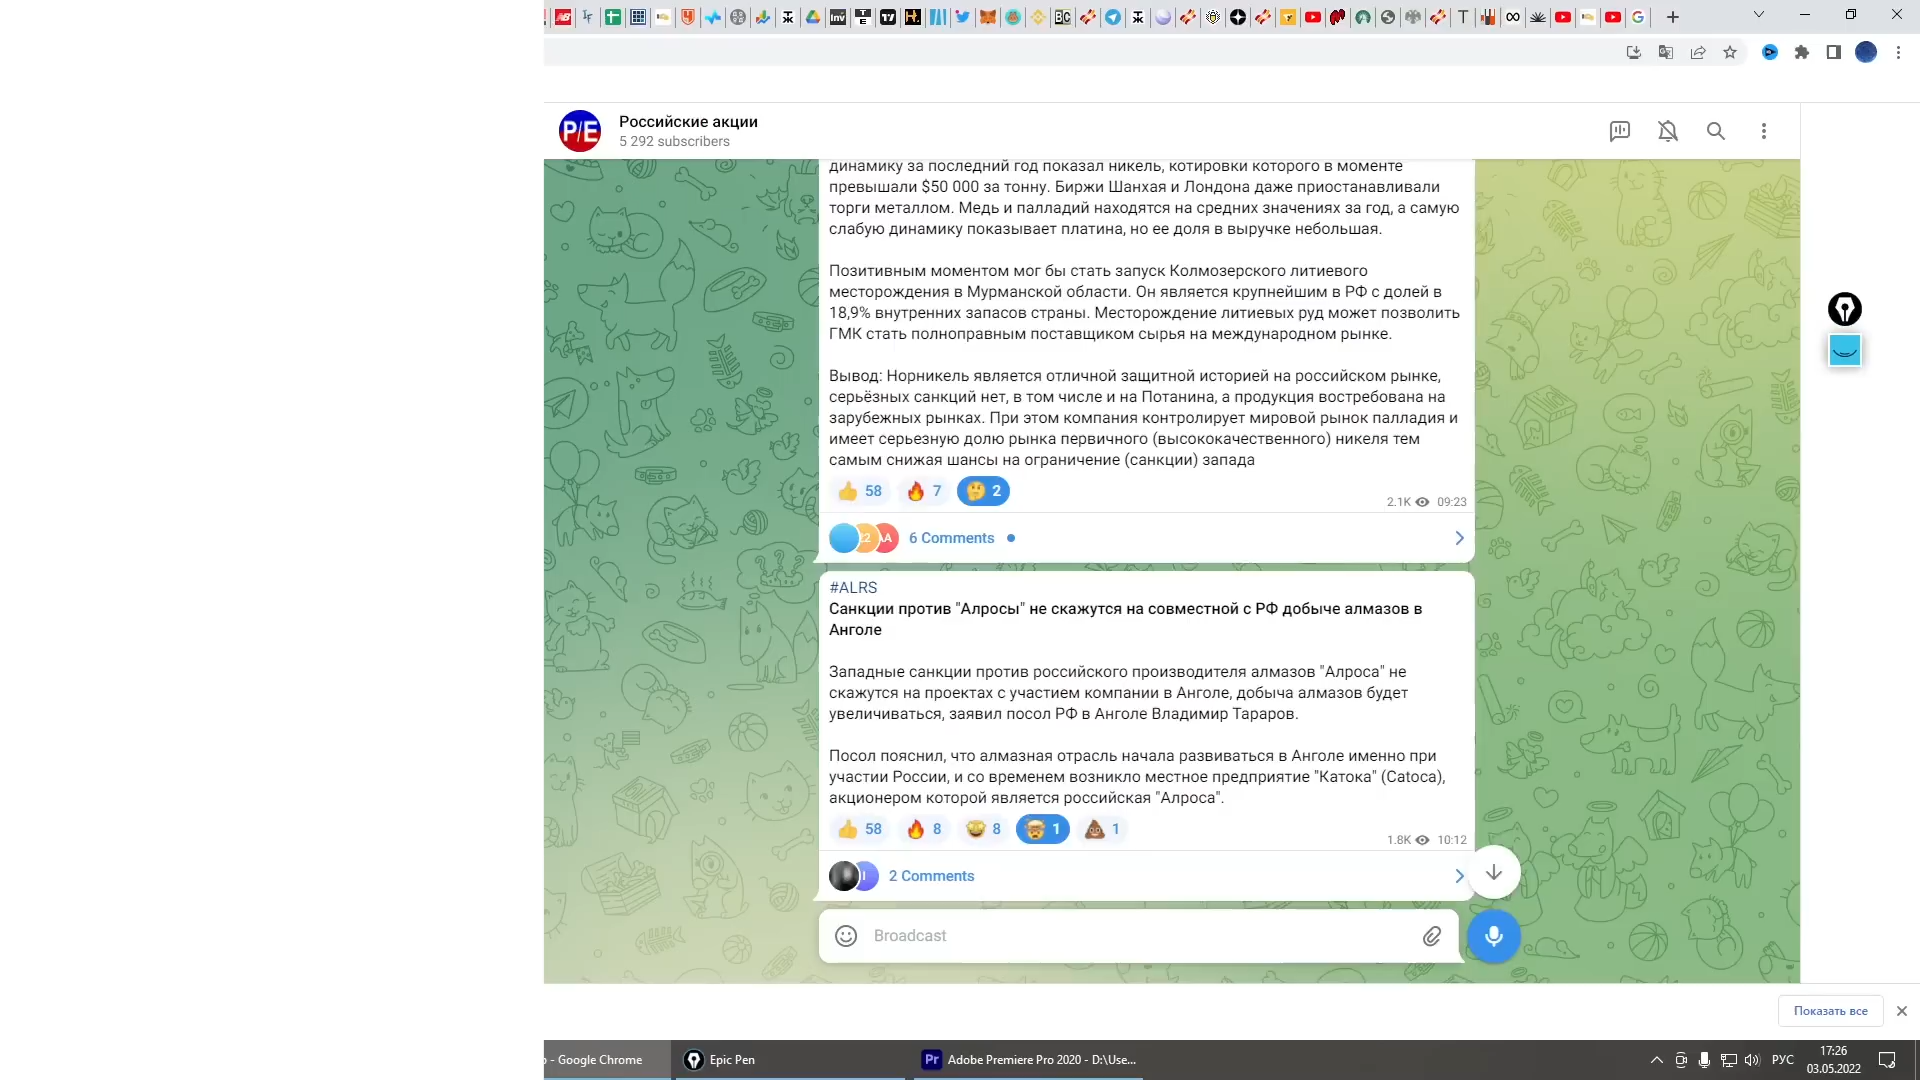 P/E
Российские акции
5 292 subscribers
динамику за последний год показал никель, котировки которого в моменте
превышали $50 000 за тонну. Биржи Шанхая и Лондона даже приостанавливали
торги металлом. Медь и палладий находятся на средних значениях за год, а самую
слабую динамику показывает платина, но ее доля в выручке небольшая.
Позитивным моментом мог бы стать запуск Колмозерского литиевого
месторождения в Мурманской области. Он является крупнейшим в РФ с долей в
18,9% внутренних запасов страны. Месторождение литиевых руд может позволить
ГМК стать полноправным поставщиком сырья на международном рынке.
Вывод: Норникель является отличной защитной историей на российском рынке,
серьёзных санкций нет, в том числе и на Потанина, а продукция востребована на
зарубежных рынках. При этом компания контролирует мировой рынок палладия и
имеет серьезную долю рынка первичного (высококачественного) никеля тем
самым снижая шансы на ограничение (санкции) запада
58 7 2
2.1K 09:23
6 Comments
#ALRS
Санкции против "Алросы" не скажутся на совместной с РФ добыче алмазов в
Анголе
Западные санкции против российского производителя алмазов "Алроса" не
скажутся на проектах с участием компании в Анголе, добыча алмазов будет
увеличиваться, заявил посол РФ в Анголе Владимир Тараров.
Посол пояснил, что алмазная отрасль начала развиваться в Анголе именно при
участии России, и со временем возникло местное предприятие "Катока" (Catoca),
акционером которой является российская "Алроса".
58 8 8 1 1
1.8K 10:12
2 Comments
Broadcast
Показать все
- Google Chrome
Epic Pen
Pr Adobe Premiere Pro 2020 - D:\Use...
РУС
17:26
03.05.2022